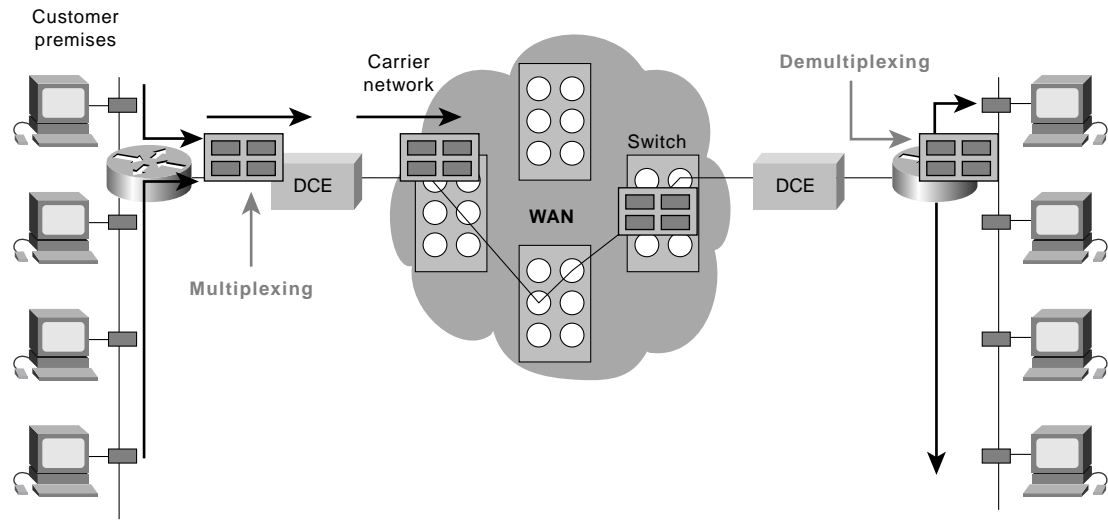 Customer
premises
Carrier
network
Demultiplexing
Switch
DCE
WAN
DCE
Multiplexing